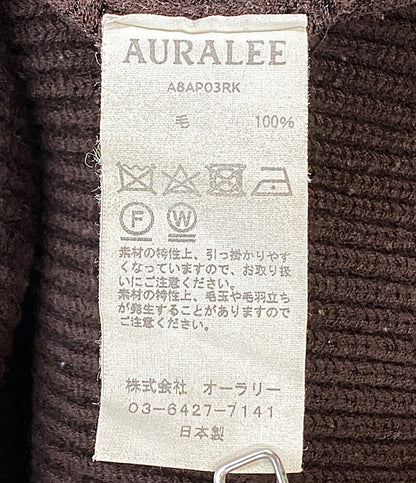 AURALEE
A8AP03RK
毛 100%
F W
素材の特性上、引っ掛かりやす
くなっていますので、お取り扱
いにご注意ください。
素材の特性上、毛玉や毛羽立ち
が発生することがありますので
ご注意ください。
株式会社 オーラリー
03-6427-7141
日本製